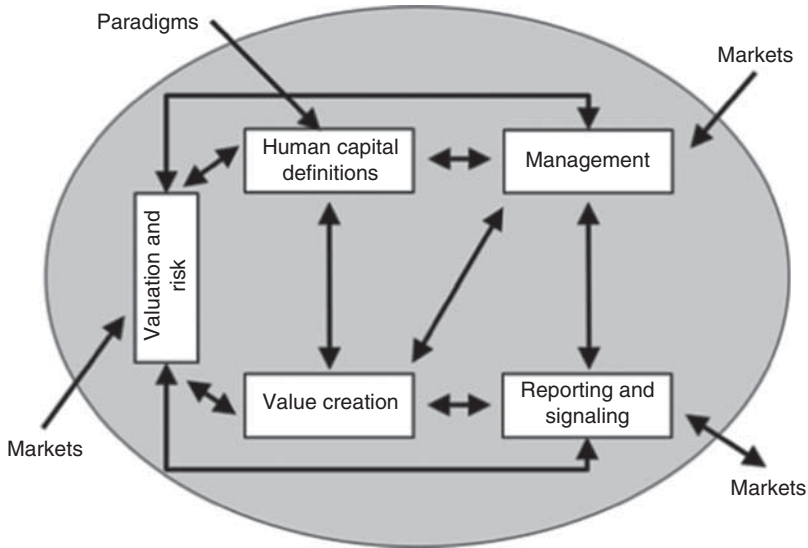 Paradigms
Markets
Human capital
definitions
Management
Valuation and
risk
Value creation
Reporting and
signaling
Markets
Markets